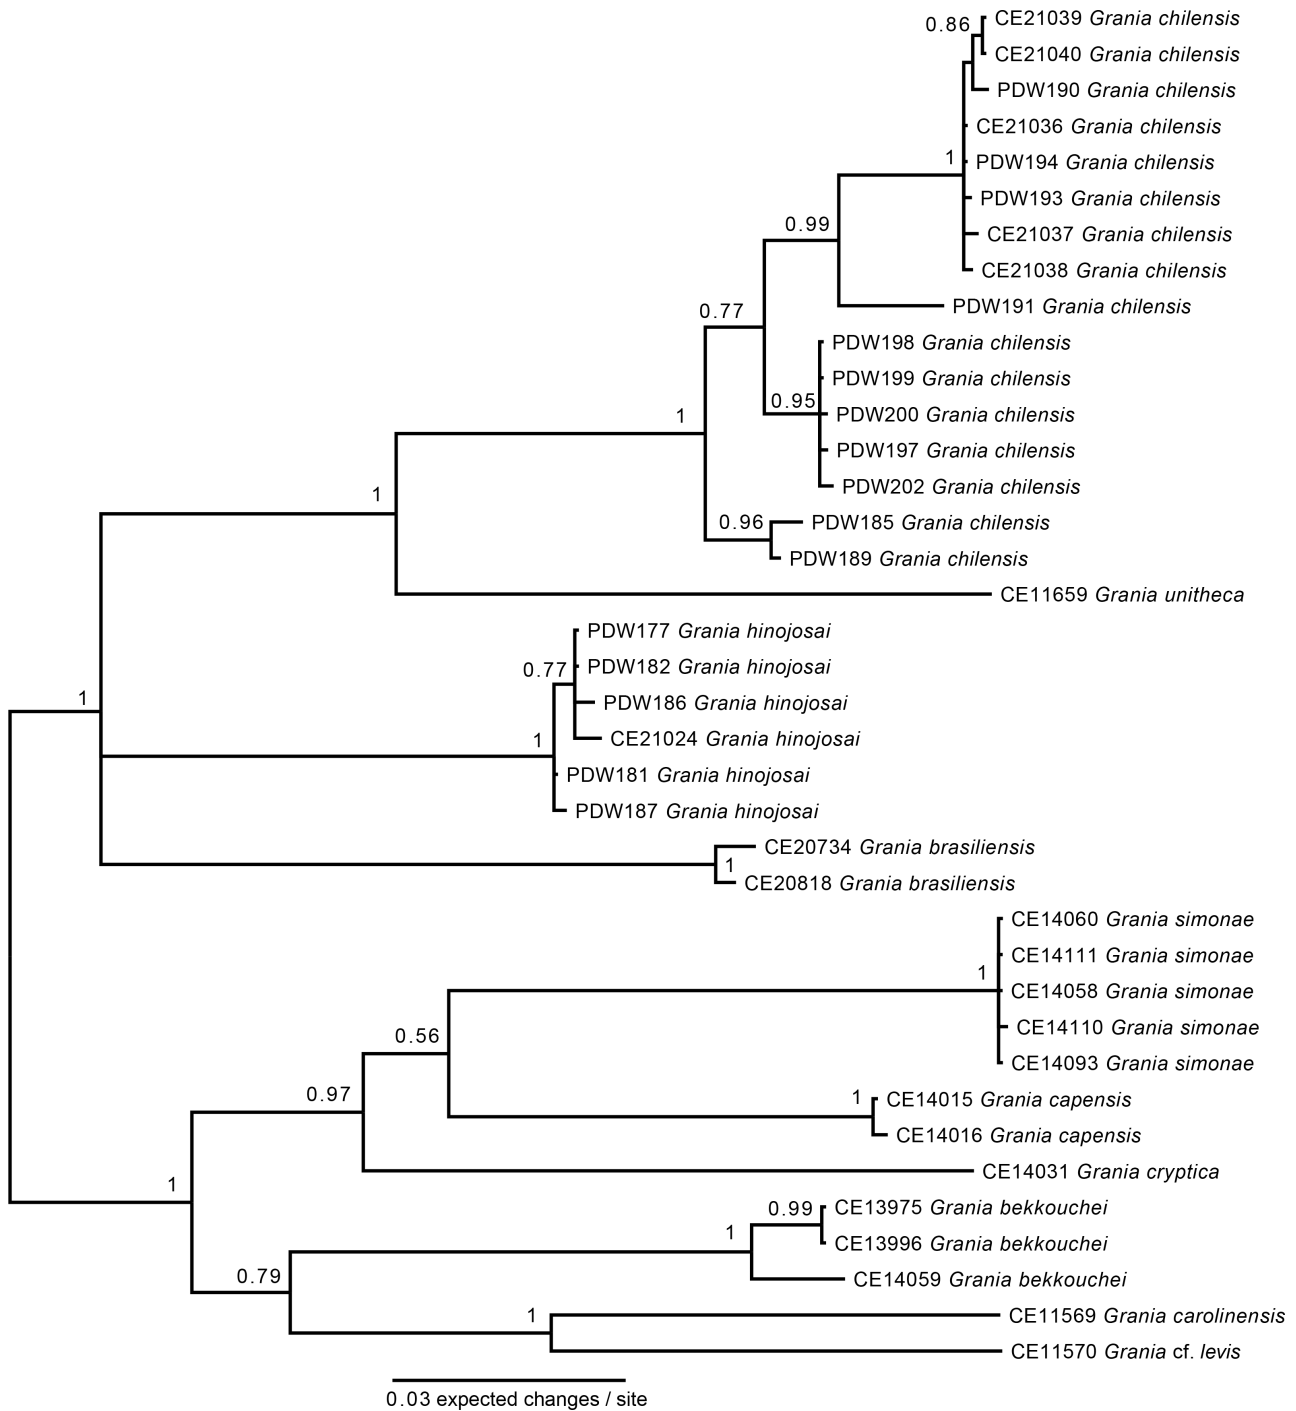 0.86
CE21039 Grania chilensis
CE21040 Grania chilensis
PDW190 Grania chilensis
CE21036 Grania chilensis
1
PDW194 Grania chilensis
PDW193 Grania chilensis
0.99
CE21037 Grania chilensis
CE21038 Grania chilensis
PDW191 Grania chilensis
0.77
PDW198 Grania chilensis
PDW199 Grania chilensis
0.95
PDW200 Grania chilensis
1
PDW197 Grania chilensis
PDW202 Grania chilensis
1
0.96
PDW185 Grania chilensis
PDW189 Grania chilensis
CE11659 Grania unitheca
PDW177 Grania hinojosai
0.77
PDW182 Grania hinojosai
1
PDW186 Grania hinojosai
1
CE21024 Grania hinojosai
PDW181 Grania hinojosai
PDW187 Grania hinojosai
CE20734 Grania brasiliensis
1
CE20818 Grania brasiliensis
CE14060 Grania simonae
CE14111 Grania simonae
1
CE14058 Grania simonae
CE14110 Grania simonae
0.56
CE14093 Grania simonae
0.97
1
CE14015 Grania capensis
CE14016 Grania capensis
CE14031 Grania cryptica
1
0.99
CE13975 Grania bekkouchei
1
CE13996 Grania bekkouchei
0.79
CE14059 Grania bekkouchei
1
CE11569 Grania carolinensis
CE11570 Grania cf. levis
0.03 expected changes / site